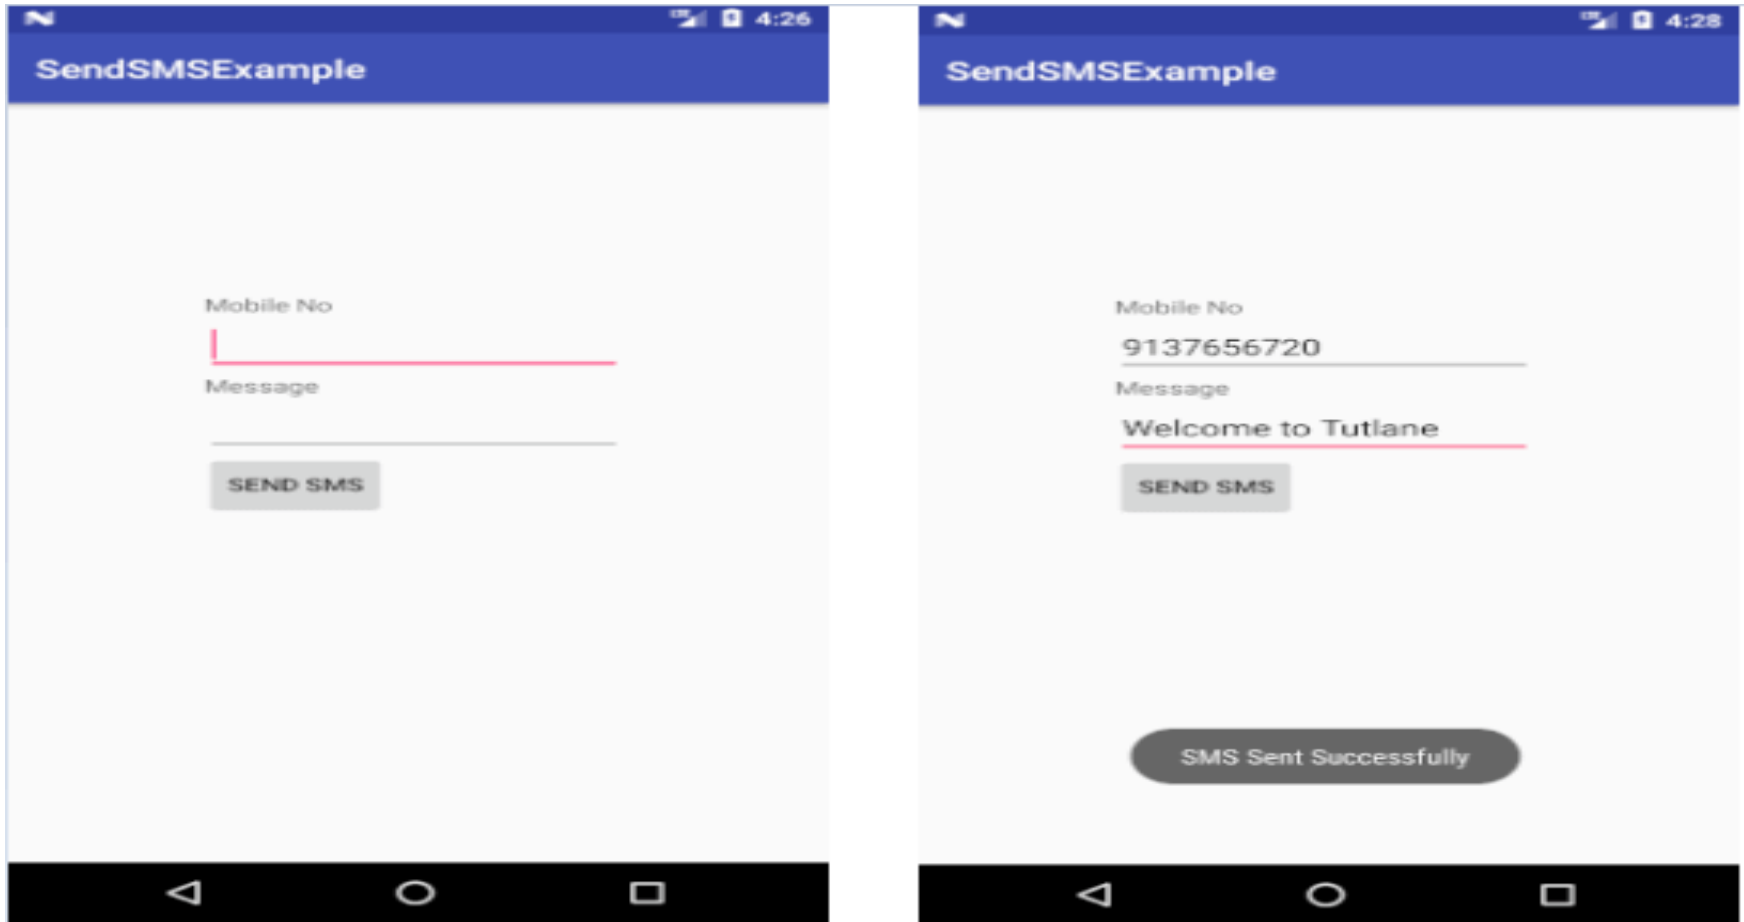 4:26
SendSMSExample
Mobile No
Message
SEND SMS
4:28
SendSMSExample
Mobile No
9137656720
Message
Welcome to Tutlane
SEND SMS
SMS Sent Successfully